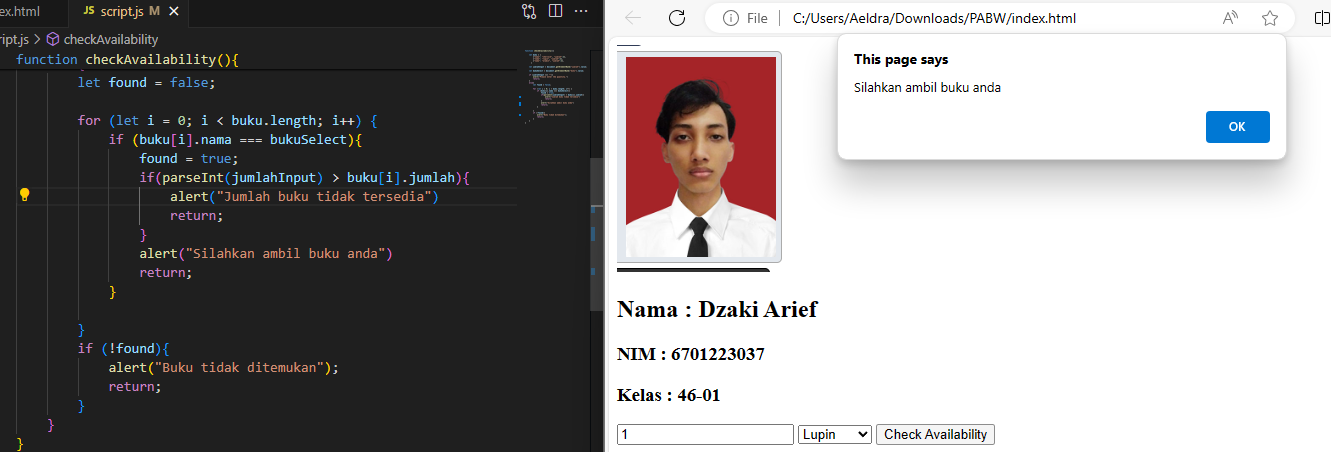 ex.html
JS script.js M
ript.js > checkAvailability
function checkAvailability(){
let found = false;
for (let i = 0; i < buku.length; i++) {
if (buku[i].nama === bukuSelect){
found = true;
if(parseInt(jumlahInput) > buku[i].jumlah){
alert("Jumlah buku tidak tersedia")
return;
}
alert("Silahkan ambil buku anda")
return;
}
}
if (!found){
alert("Buku tidak ditemukan");
return;
}
}
}
File C:/Users/Aeldra/Downloads/PABW/index.html
This page says
Silahkan ambil buku anda
OK
Nama : Dzaki Arief
NIM : 6701223037
Kelas : 46-01
1 Lupin Check Availability